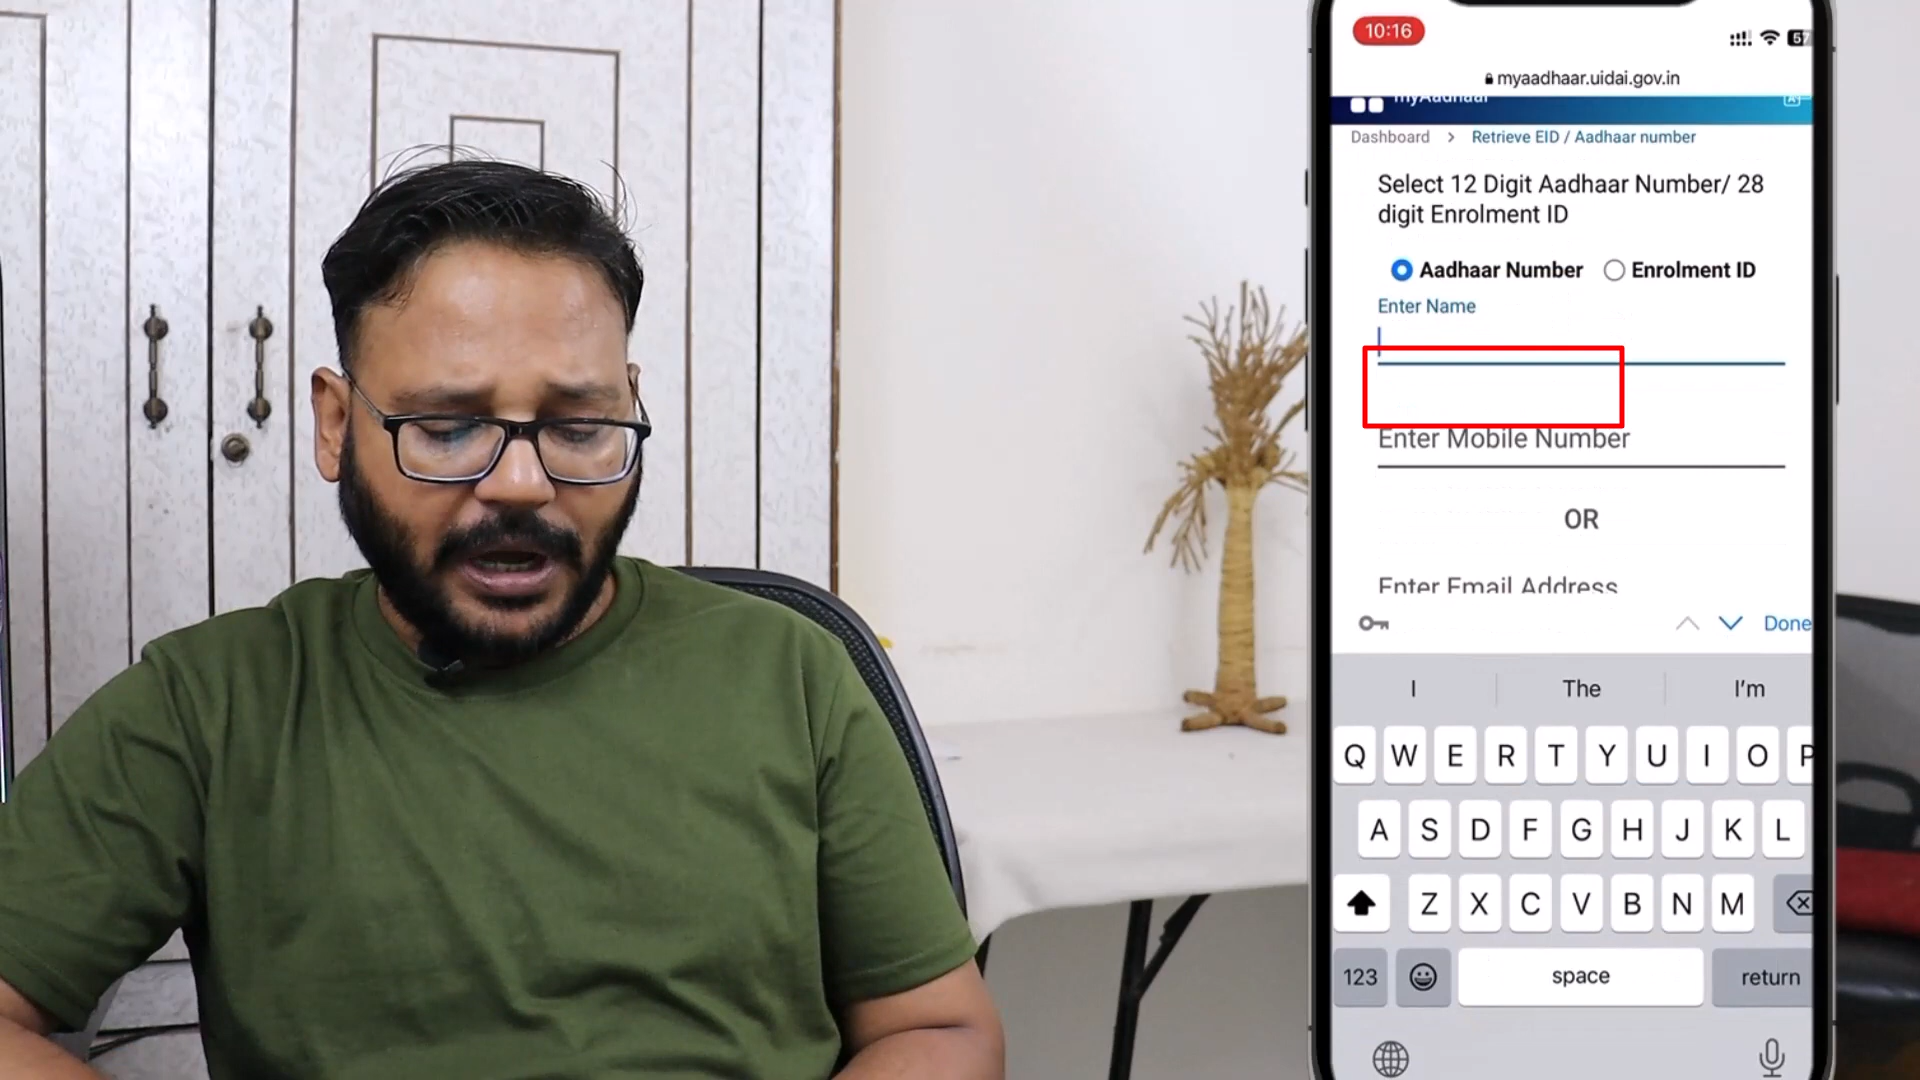 10:16
57
myaadhaar.uidai.gov.in
myAadhaar
Dashboard > Retrieve EID / Aadhaar number
Select 12 Digit Aadhaar Number/ 28
digit Enrolment ID
Aadhaar Number Enrolment ID
Enter Name
Enter Mobile Number
OR
Enter Email Address
Done
I The I'm
Q W E R T Y U I O P
A S D F G H J K L
Z X C V B N M
123 space return